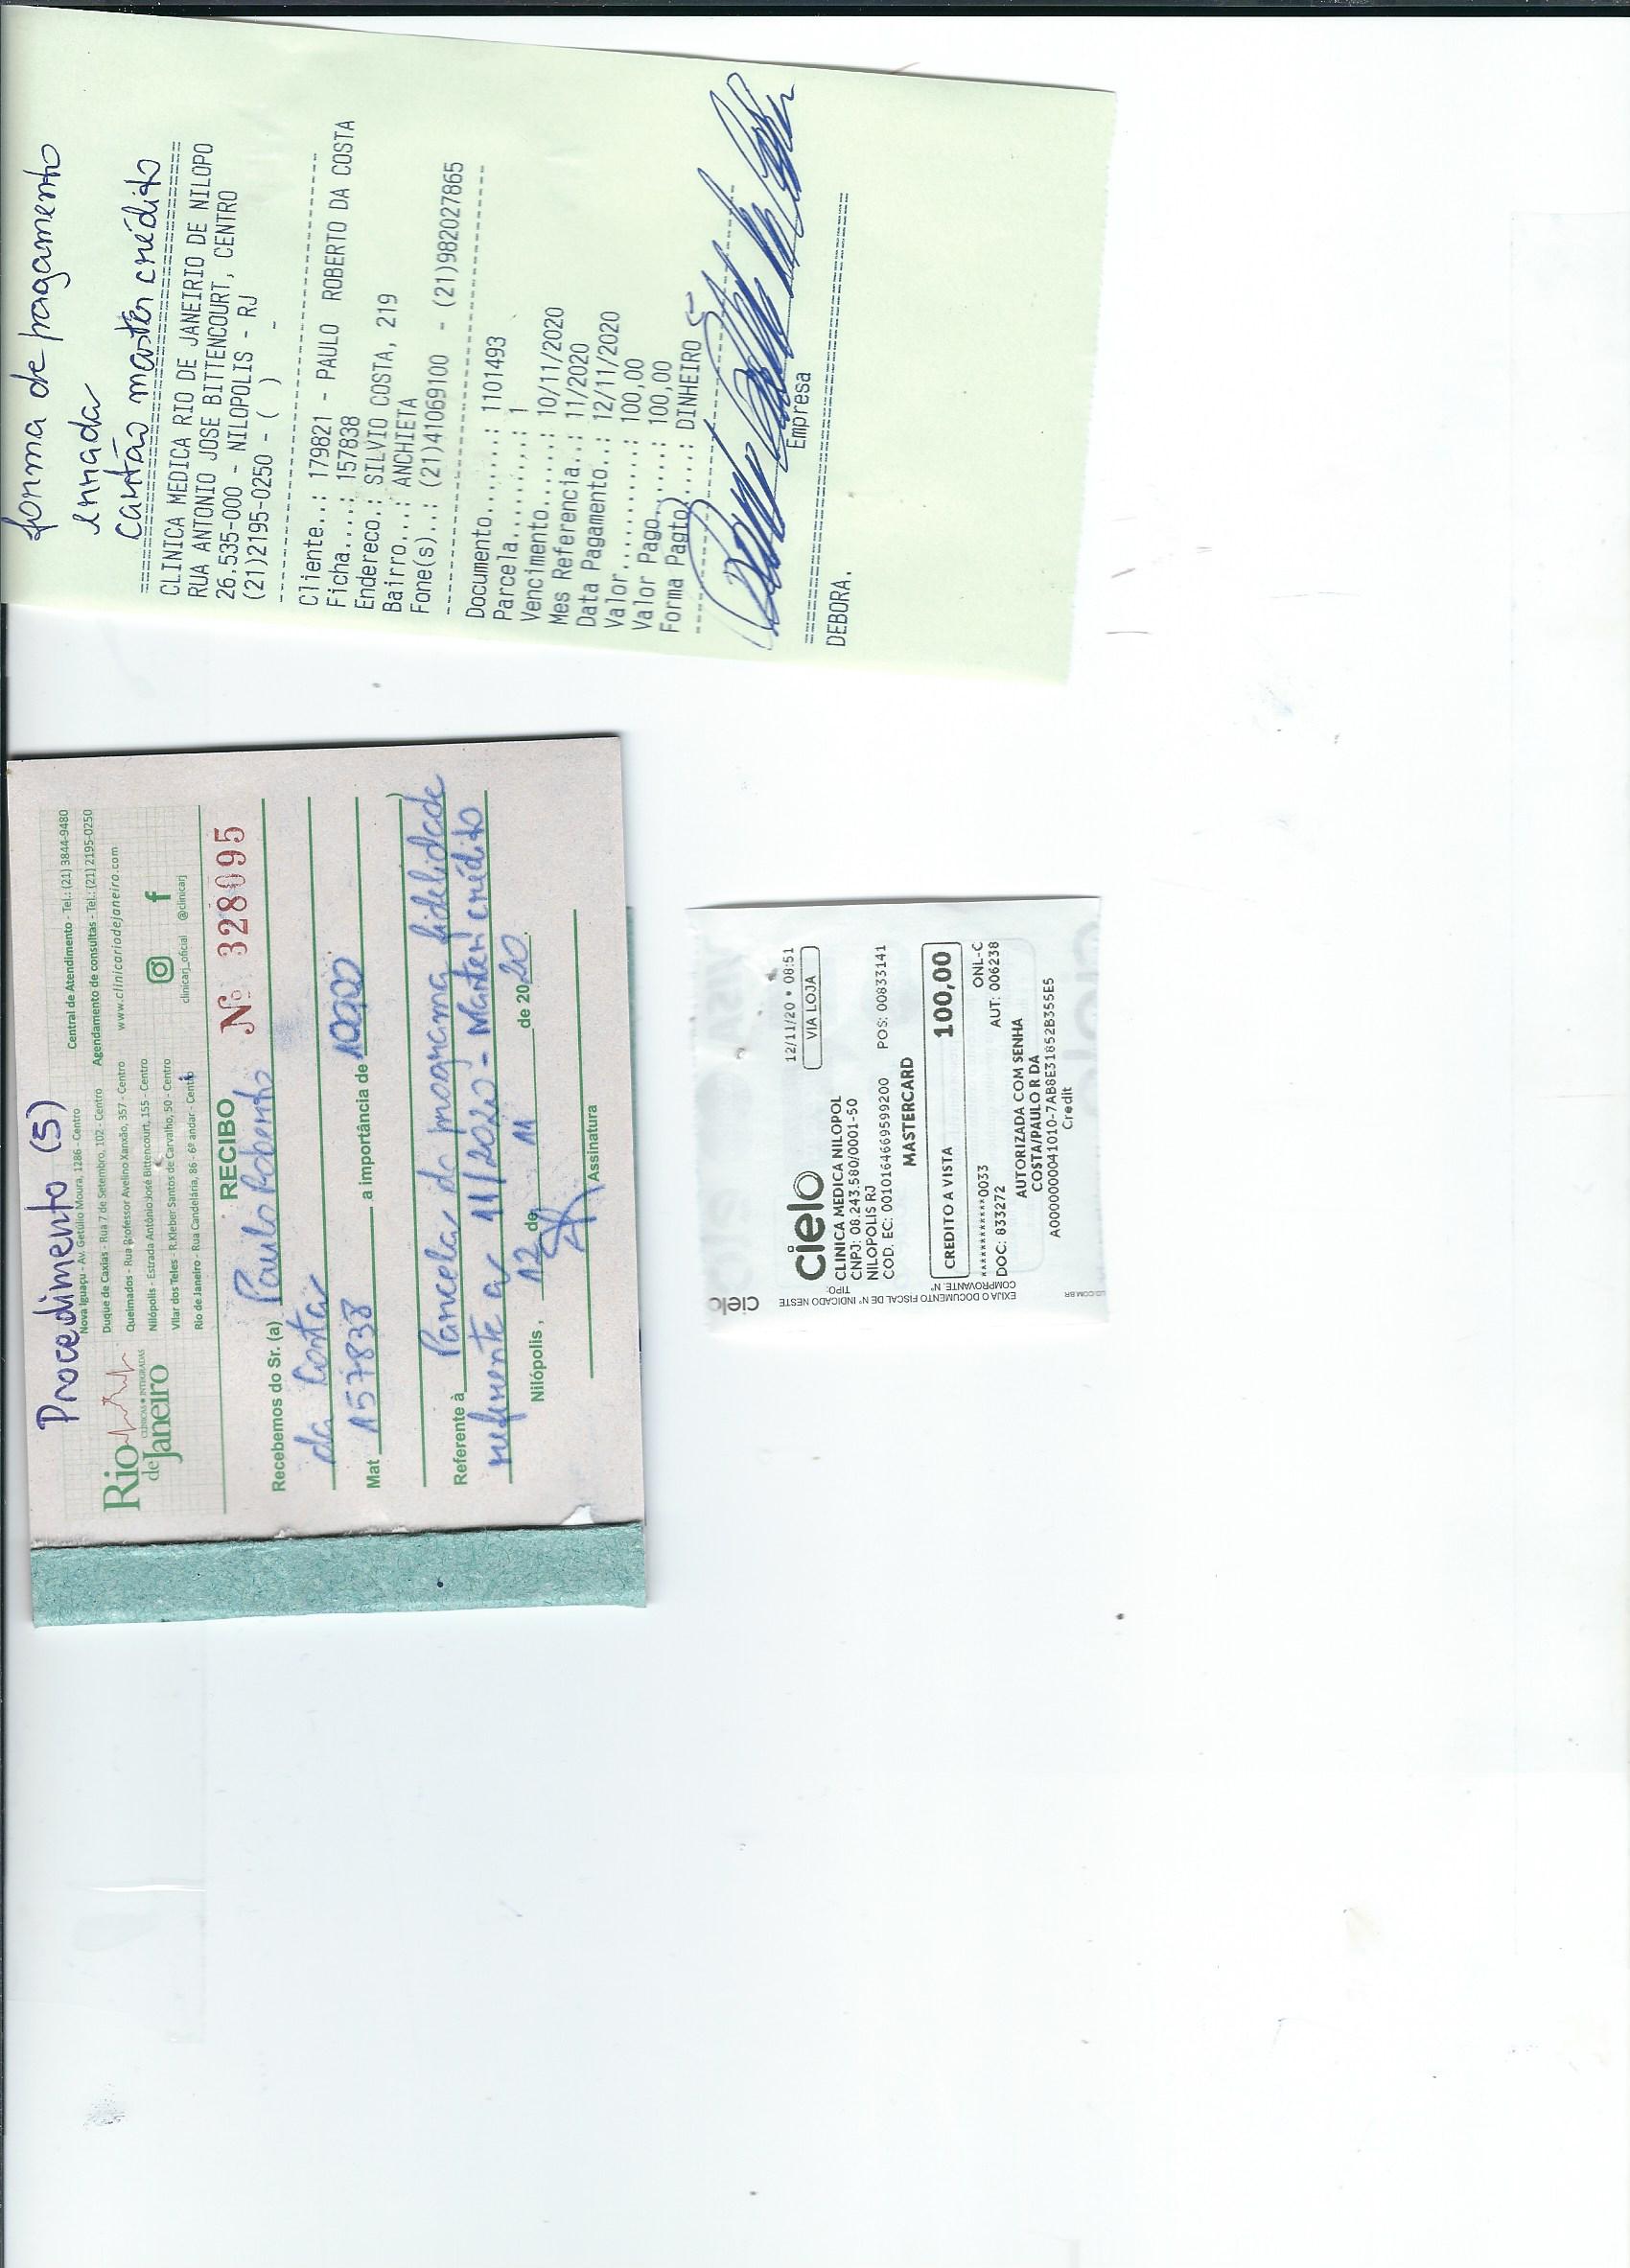 forma de pagamento
errada
cartão master crédito
CLINICA MEDICA RIO DE JANEIRIO DE NILOPO
RUA ANTONIO JOSE BITTENCOURT, CENTRO
26.535-000 - NILOPOLIS - RJ
(21)2195-0250 - ( ) -
Cliente..: 179821 - PAULO ROBERTO DA COSTA
Ficha....: 157838
Endereco.: SILVIO COSTA, 219
Bairro...: ANCHIETA
Fone(s)..: (21)41069100 - (21)982027865
Documento.......: 1101493
Parcela.........: 1
Vencimento......: 10/11/2020
Mes Referencia..: 11/2020
Data Pagamento..: 12/11/2020
Valor...........: 100,00
Valor Pago......: 100,00
Forma Pagto.....: DINHEIRO
Empresa
DEBORA.
Procedimento (5)
Rio
de Janeiro
CLÍNICAS INTEGRADAS
Nova Iguaçu - Av. Getúlio Moura, 1286 - Centro
Duque de Caxias - Rua 7 de Setembro, 102 - Centro
Queimados - Rua Professor Avelino Xanxão, 357 - Centro
Nilópolis - Estrada Antônio José Bittencourt, 155 - Centro
Vilar dos Teles - R.Kleber Santos de Carvalho, 50 - Centro
Rio de Janeiro - Rua Candelária, 86 - 6º andar - Centro
Central de Atendimento - Tel.: (21) 3844-9480
Agendamento de consultas - Tel.: (21) 2195-0250
www.clinicariodejaneiro.com
clinicarj_oficial @clinicarj
RECIBO Nº 328095
Recebemos do Sr. (a) Paulo Roberto
da Costa
Mat 157838 a importância de 100,00
Referente à Parcela do programa fidelidade
referente a 11/2020 - Master crédito
Nilópolis, 12 de 11 de 2020.
Assinatura
cielo
12/11/20 • 08:51
VIA LOJA
CLINICA MEDICA NILOPOL
CNPJ: 08.243.580/0001-50
NILOPOLIS RJ
COD. EC: 0010164669599200 POS: 00833141
MASTERCARD
CREDITO A VISTA 100,00
************0033 ONL-C
DOC: 833272 AUT: 006238
AUTORIZADA COM SENHA
COSTA/PAULO R DA
A0000000041010-7AB8E31852B355E5
Credit
cielo
EXIJA O DOCUMENTO FISCAL DE Nº INDICADO NESTE
COMPROVANTE. Nº
TIPO: